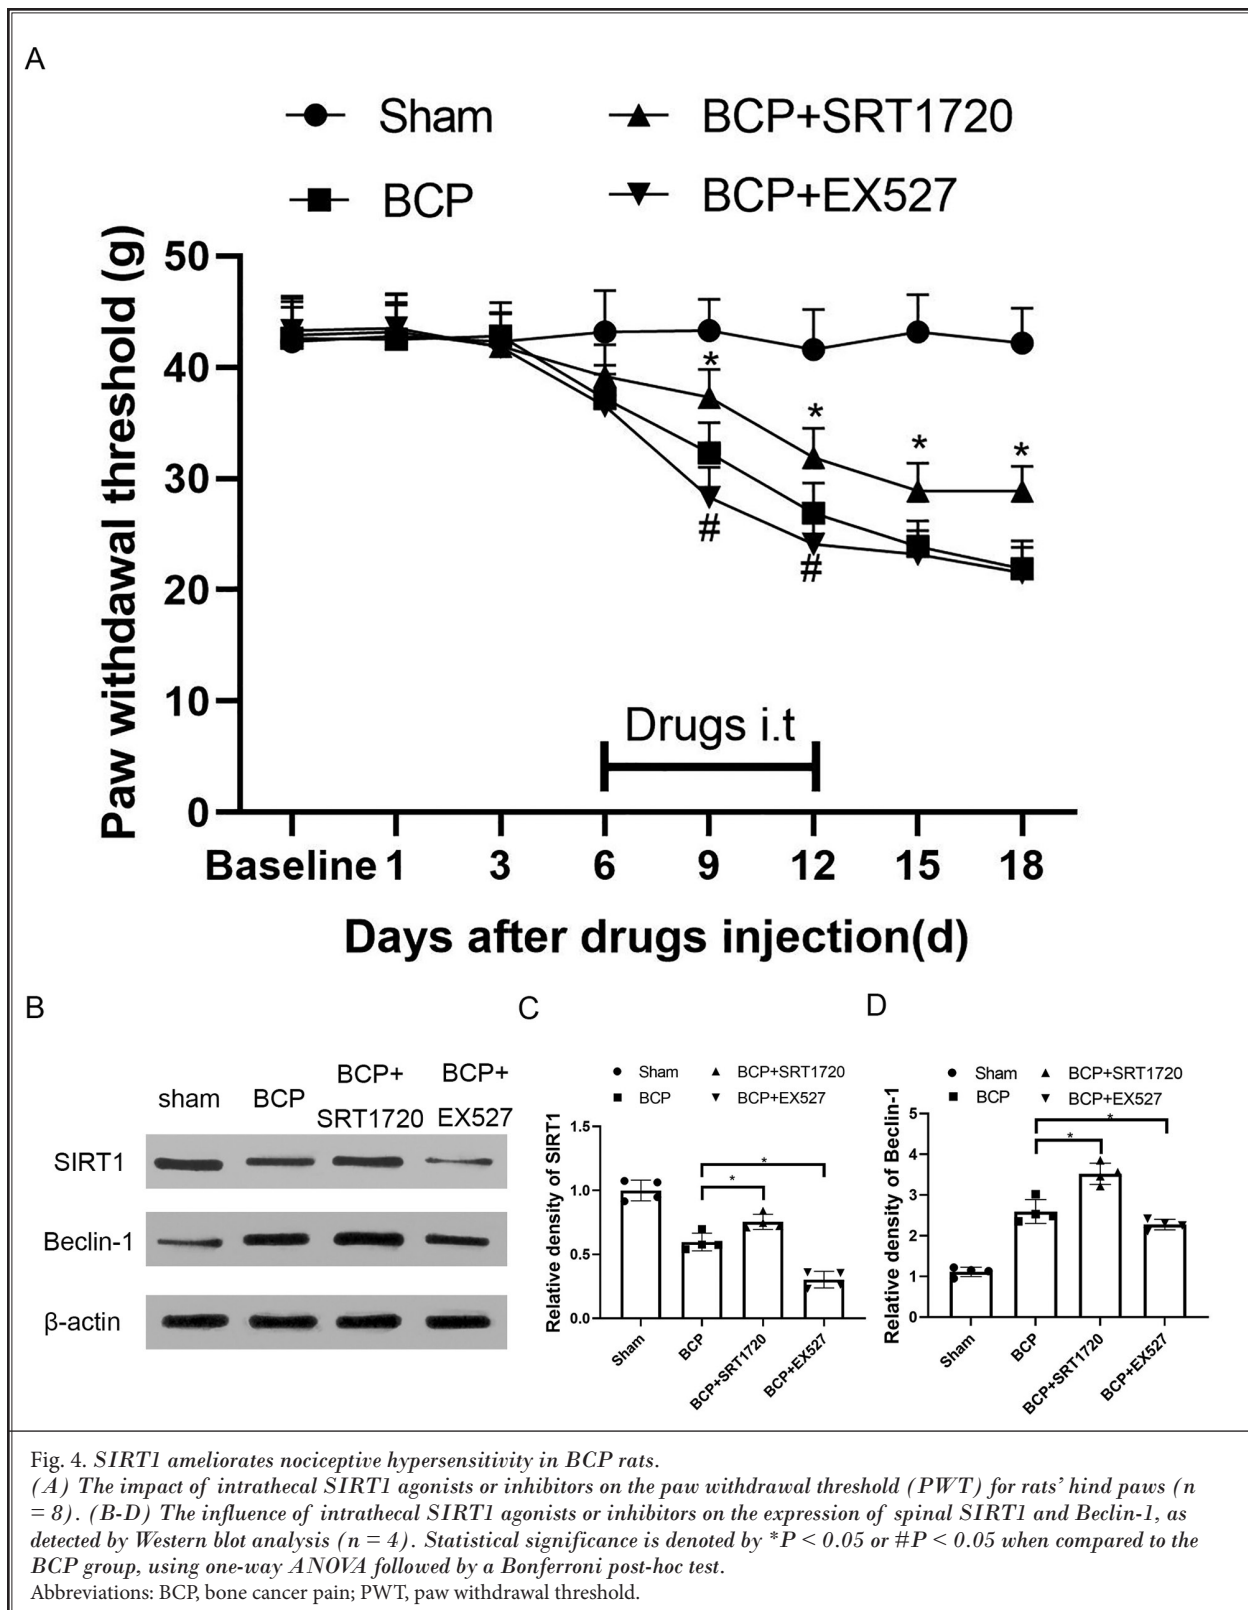 A
Sham
BCP+SRT1720
BCP
BCP+EX527
Paw withdawal threshold (g)
50
40
30
20
10
0
*
*
*
*
#
#
Drugs i.t
Baseline 1 3 6 9 12 15 18
Days after drugs injection(d)
B
sham
BCP
BCP+
SRT1720
BCP+
EX527
SIRT1
Beclin-1
β-actin
C
Sham
BCP+SRT1720
BCP
BCP+EX527
Relative density of SIRT1
1.5
1.0
0.5
0.0
*
*
Sham
BCP
BCP+SRT1720
BCP+EX527
D
Sham
BCP+SRT1720
BCP
BCP+EX527
Relative density of Beclin-1
5
4
3
2
1
0
*
*
Sham
BCP
BCP+SRT1720
BCP+EX527
Fig. 4. SIRT1 ameliorates nociceptive hypersensitivity in BCP rats.
(A) The impact of intrathecal SIRT1 agonists or inhibitors on the paw withdrawal threshold (PWT) for rats' hind paws (n
= 8). (B-D) The influence of intrathecal SIRT1 agonists or inhibitors on the expression of spinal SIRT1 and Beclin-1, as
detected by Western blot analysis (n = 4). Statistical significance is denoted by *P < 0.05 or #P < 0.05 when compared to the
BCP group, using one-way ANOVA followed by a Bonferroni post-hoc test.
Abbreviations: BCP, bone cancer pain; PWT, paw withdrawal threshold.